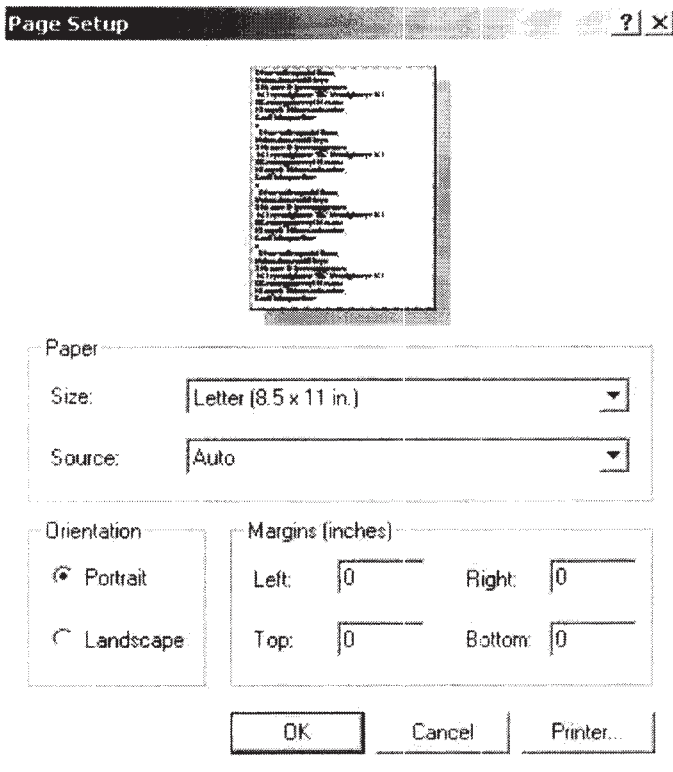 Page Setup
Paper
Size: Letter (8.5 x 11 in.)
Source: Auto
Orientation
Portrait
Landscape
Margins (inches)
Left: 0 Right: 0
Top: 0 Bottom: 0
OK Cancel Printer...